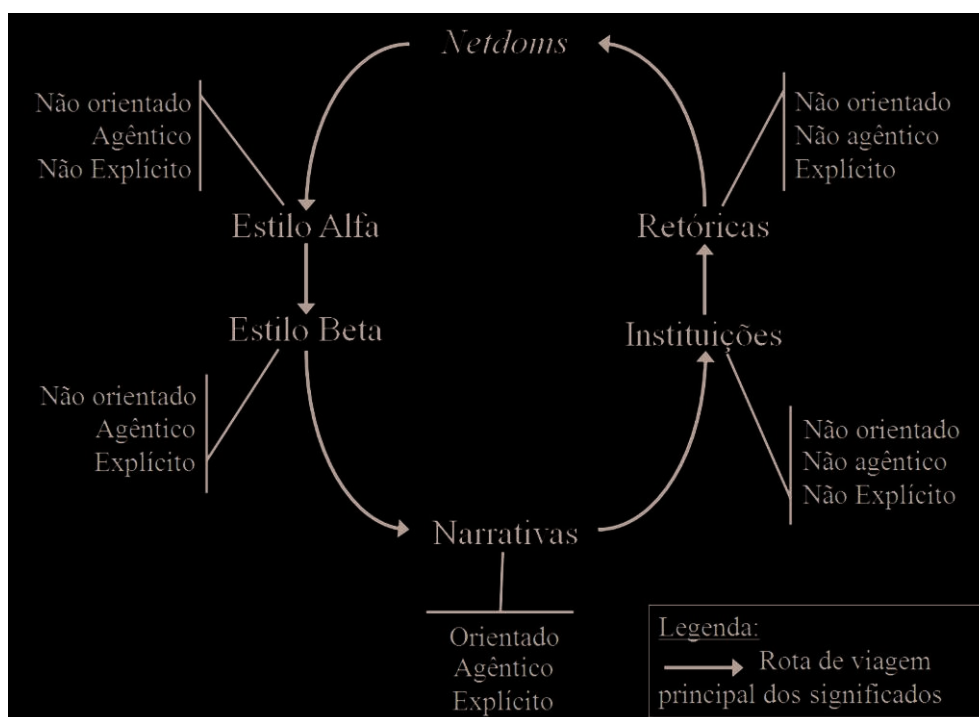 Netdoms
Não orientado
Agêntico
Não Explícito
Não orientado
Não agêntico
Explícito
Estilo Alfa
Retóricas
Estilo Beta
Instituições
Não orientado
Agêntico
Explícito
Não orientado
Não agêntico
Não Explícito
Narrativas
Orientado
Agêntico
Explícito
Legenda:
Rota de viagem
principal dos significados